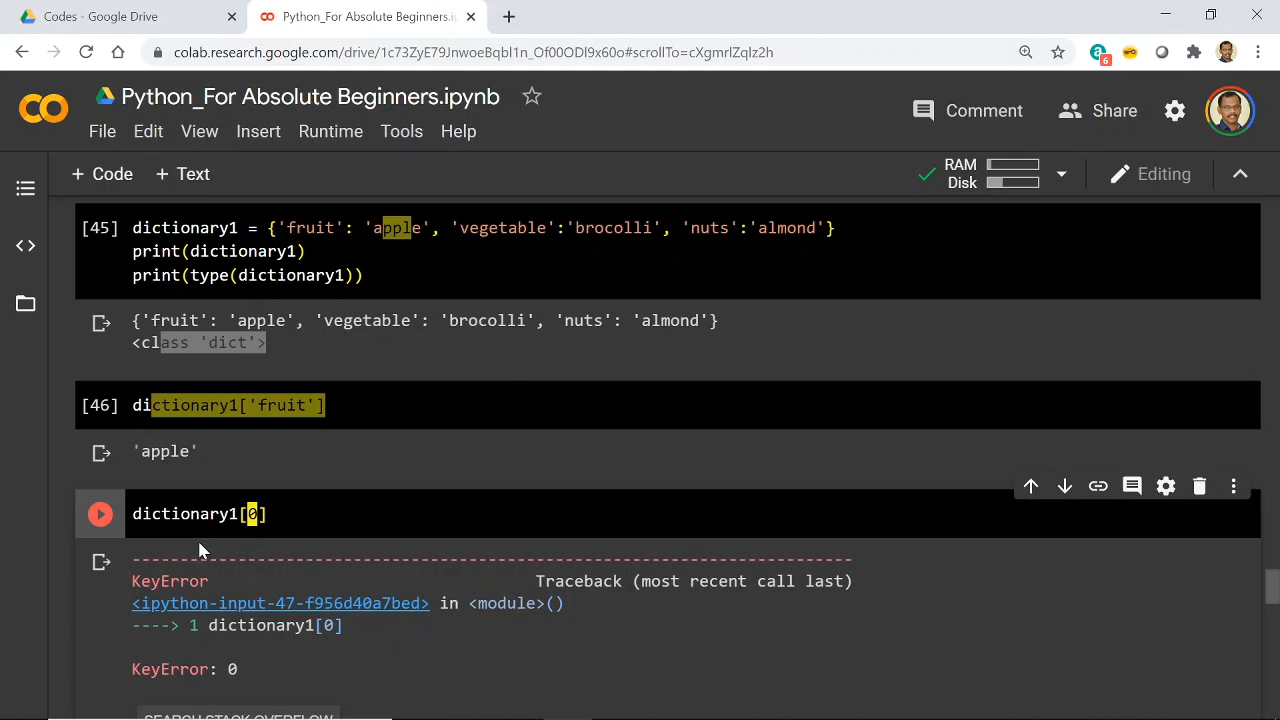 Codes - Google Drive
Python_For Absolute Beginners.ip
colab.research.google.com/drive/1c73ZyE79JnwoeBqbl1n_Of00ODl9x60o#scrollTo=cXgmrlZqIz2h
6
Python_For Absolute Beginners.ipynb
Comment
Share
File Edit View Insert Runtime Tools Help
+ Code + Text
RAM
Disk
Editing
[45] dictionary1 = {'fruit': 'apple', 'vegetable':'brocolli', 'nuts':'almond'}
print(dictionary1)
print(type(dictionary1))
{'fruit': 'apple', 'vegetable': 'brocolli', 'nuts': 'almond'}
<class 'dict'>
[46] dictionary1['fruit']
'apple'
dictionary1[0]
---------------------------------------------------------------------------
KeyError Traceback (most recent call last)
<ipython-input-47-f956d40a7bed> in <module>()
----> 1 dictionary1[0]
KeyError: 0
SEARCH STACK OVERFLOW